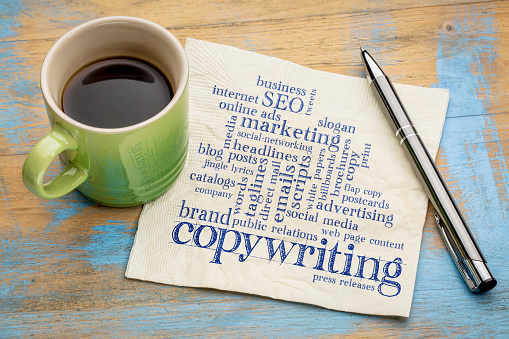 business
internet SEO tweets
online ads
marketing slogan
media social-networking
blog headlines
posts
jingle lyrics
catalogs
company
words
taglines
direct mail
emails
scripts
white papers
billboards
brochures
copy
print
flap copy
postcards
advertising
social media
brand public relations web page content
copywriting
press releases